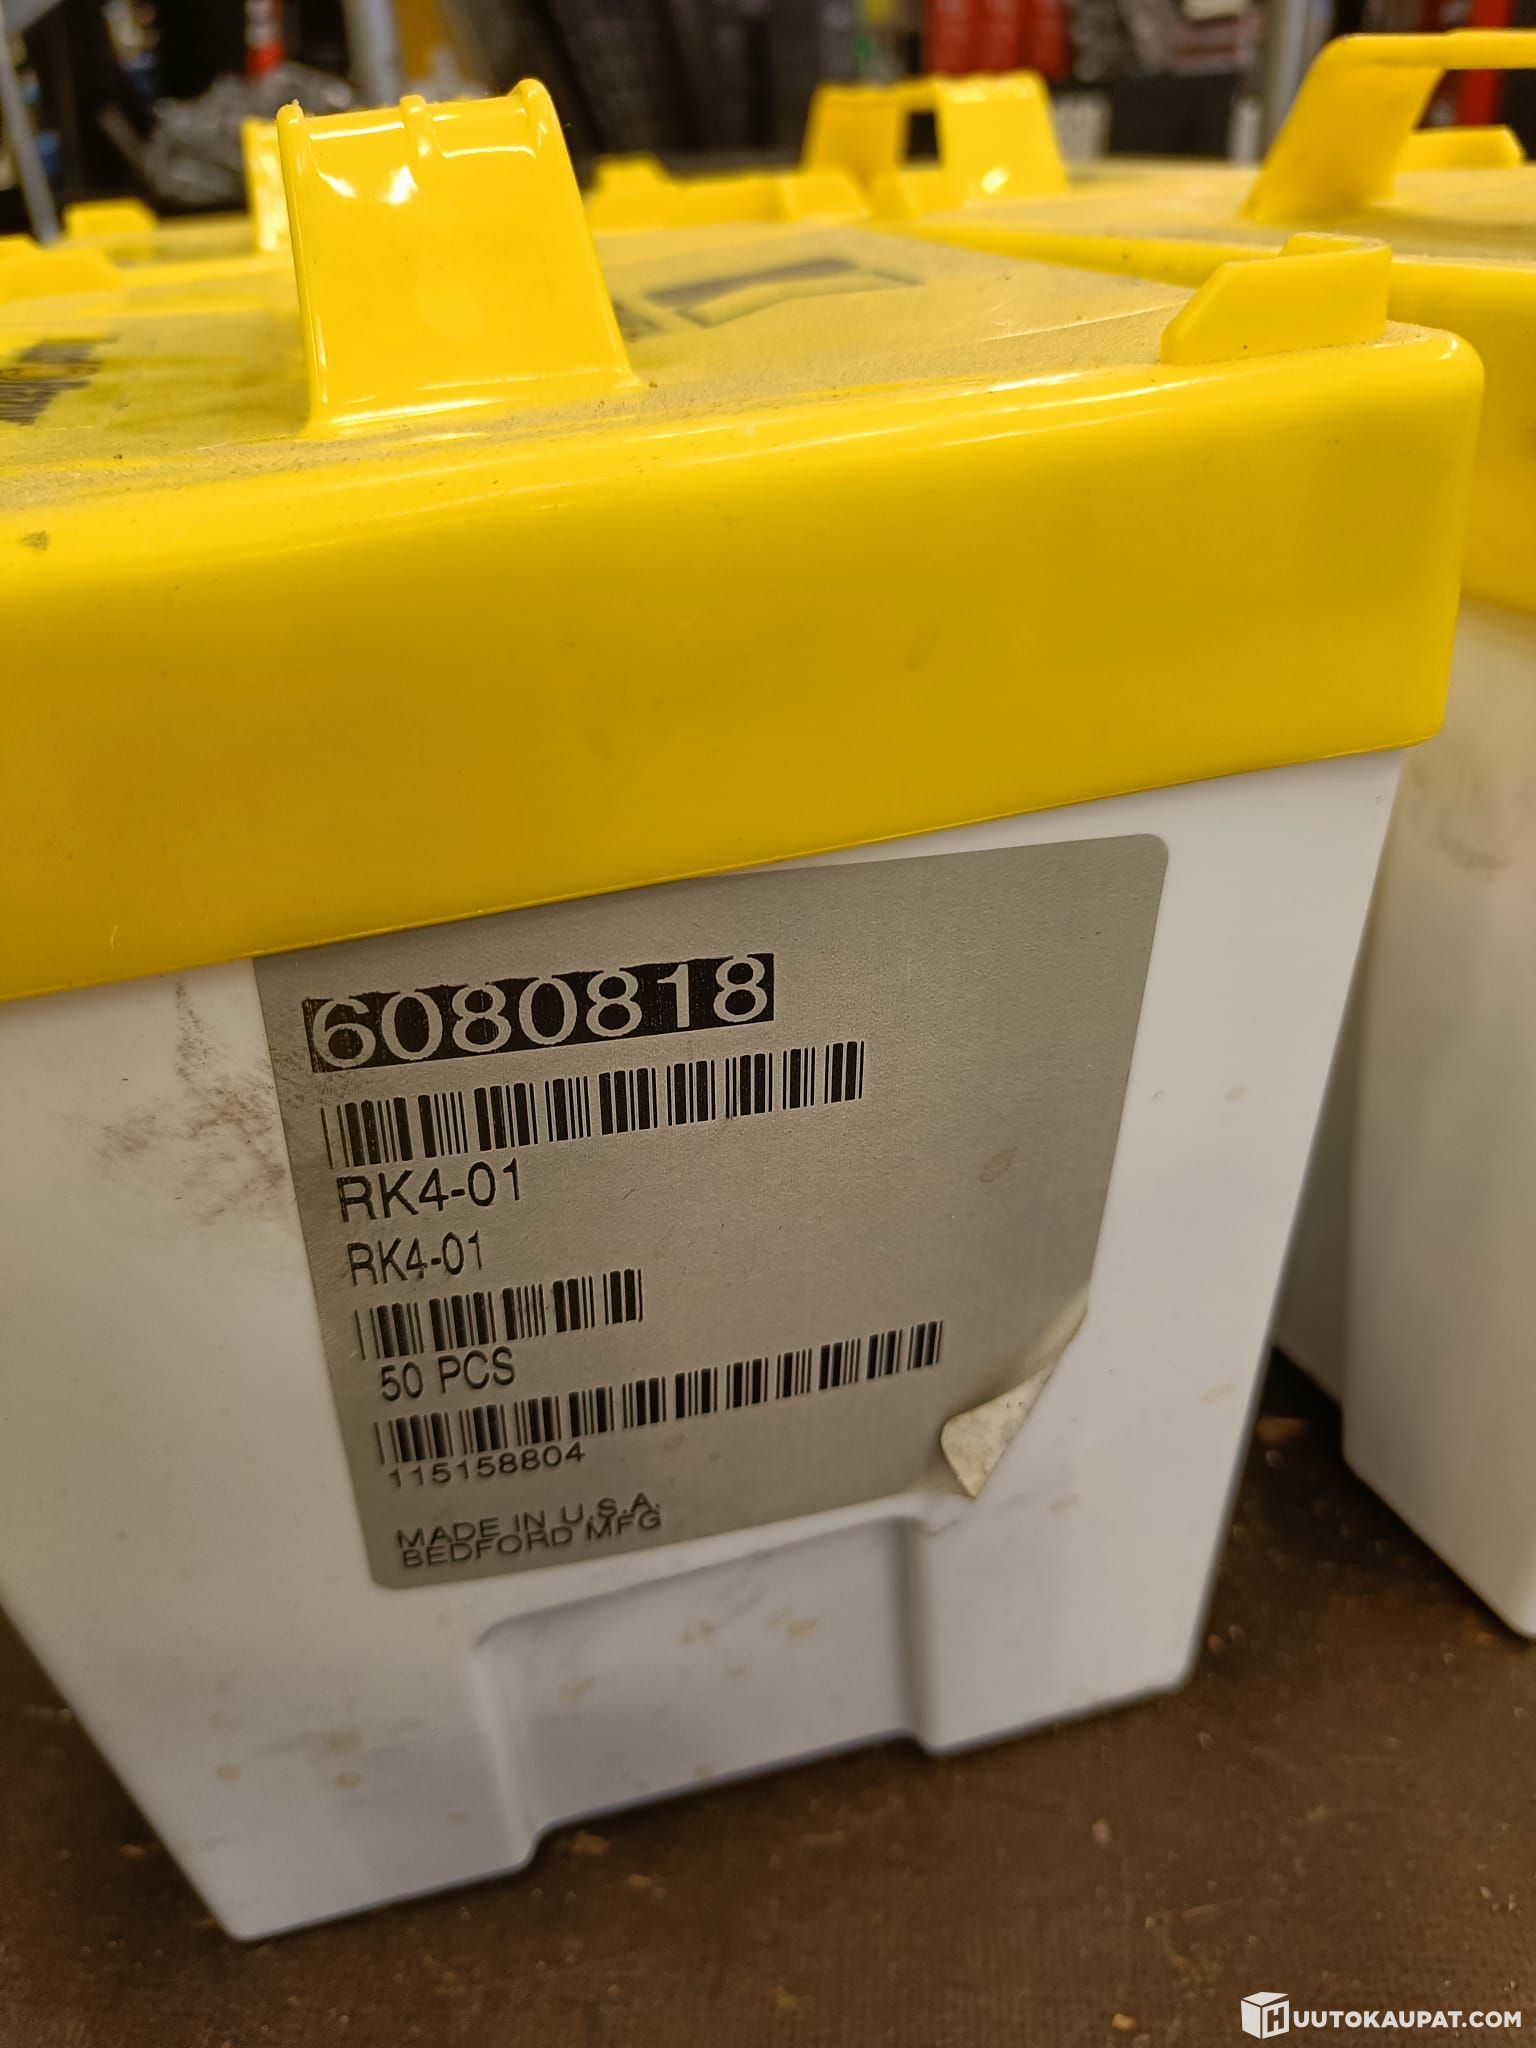 6080818
RK4-01
RK4-01
50 PCS
115158804
MADE IN U.S.A.
BEDFORD MFG
HUUTOKAUPAT.COM